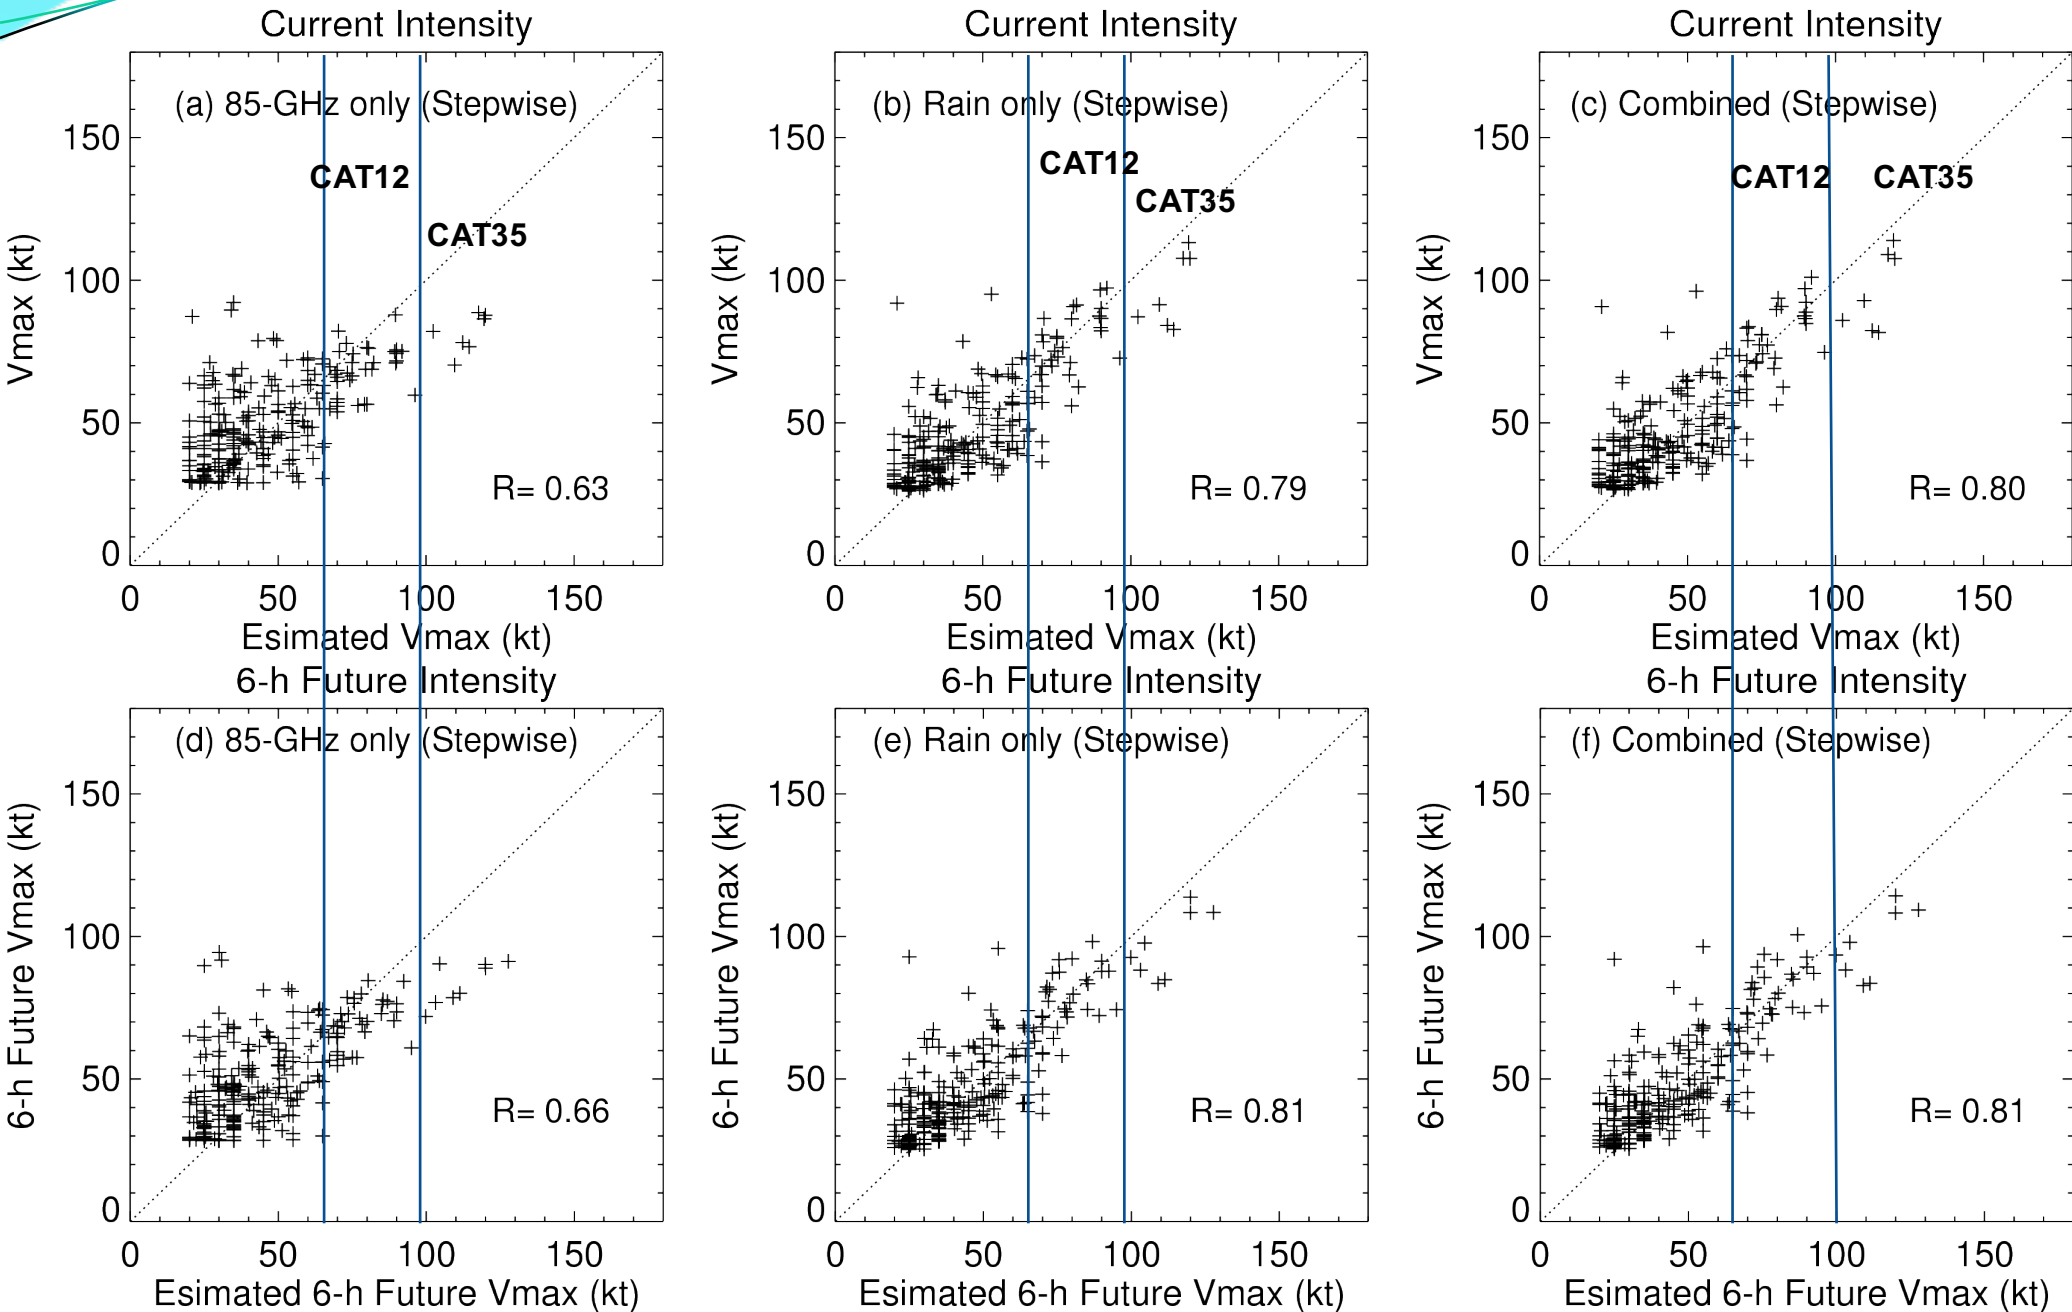 Current Intensity
(a) 85-GHz only (Stepwise)
CAT12
CAT35
R= 0.63
Vmax (kt)
150
100
50
0
0 50 100 150
Esimated Vmax (kt)
Current Intensity
(b) Rain only (Stepwise)
CAT12
CAT35
R= 0.79
Vmax (kt)
150
100
50
0
0 50 100 150
Esimated Vmax (kt)
Current Intensity
(c) Combined (Stepwise)
CAT12 CAT35
R= 0.80
Vmax (kt)
150
100
50
0
0 50 100 150
Esimated Vmax (kt)
6-h Future Intensity
(d) 85-GHz only (Stepwise)
R= 0.66
6-h Future Vmax (kt)
150
100
50
0
0 50 100 150
Esimated 6-h Future Vmax (kt)
6-h Future Intensity
(e) Rain only (Stepwise)
R= 0.81
6-h Future Vmax (kt)
150
100
50
0
0 50 100 150
Esimated 6-h Future Vmax (kt)
6-h Future Intensity
(f) Combined (Stepwise)
R= 0.81
6-h Future Vmax (kt)
150
100
50
0
0 50 100 150
Esimated 6-h Future Vmax (kt)